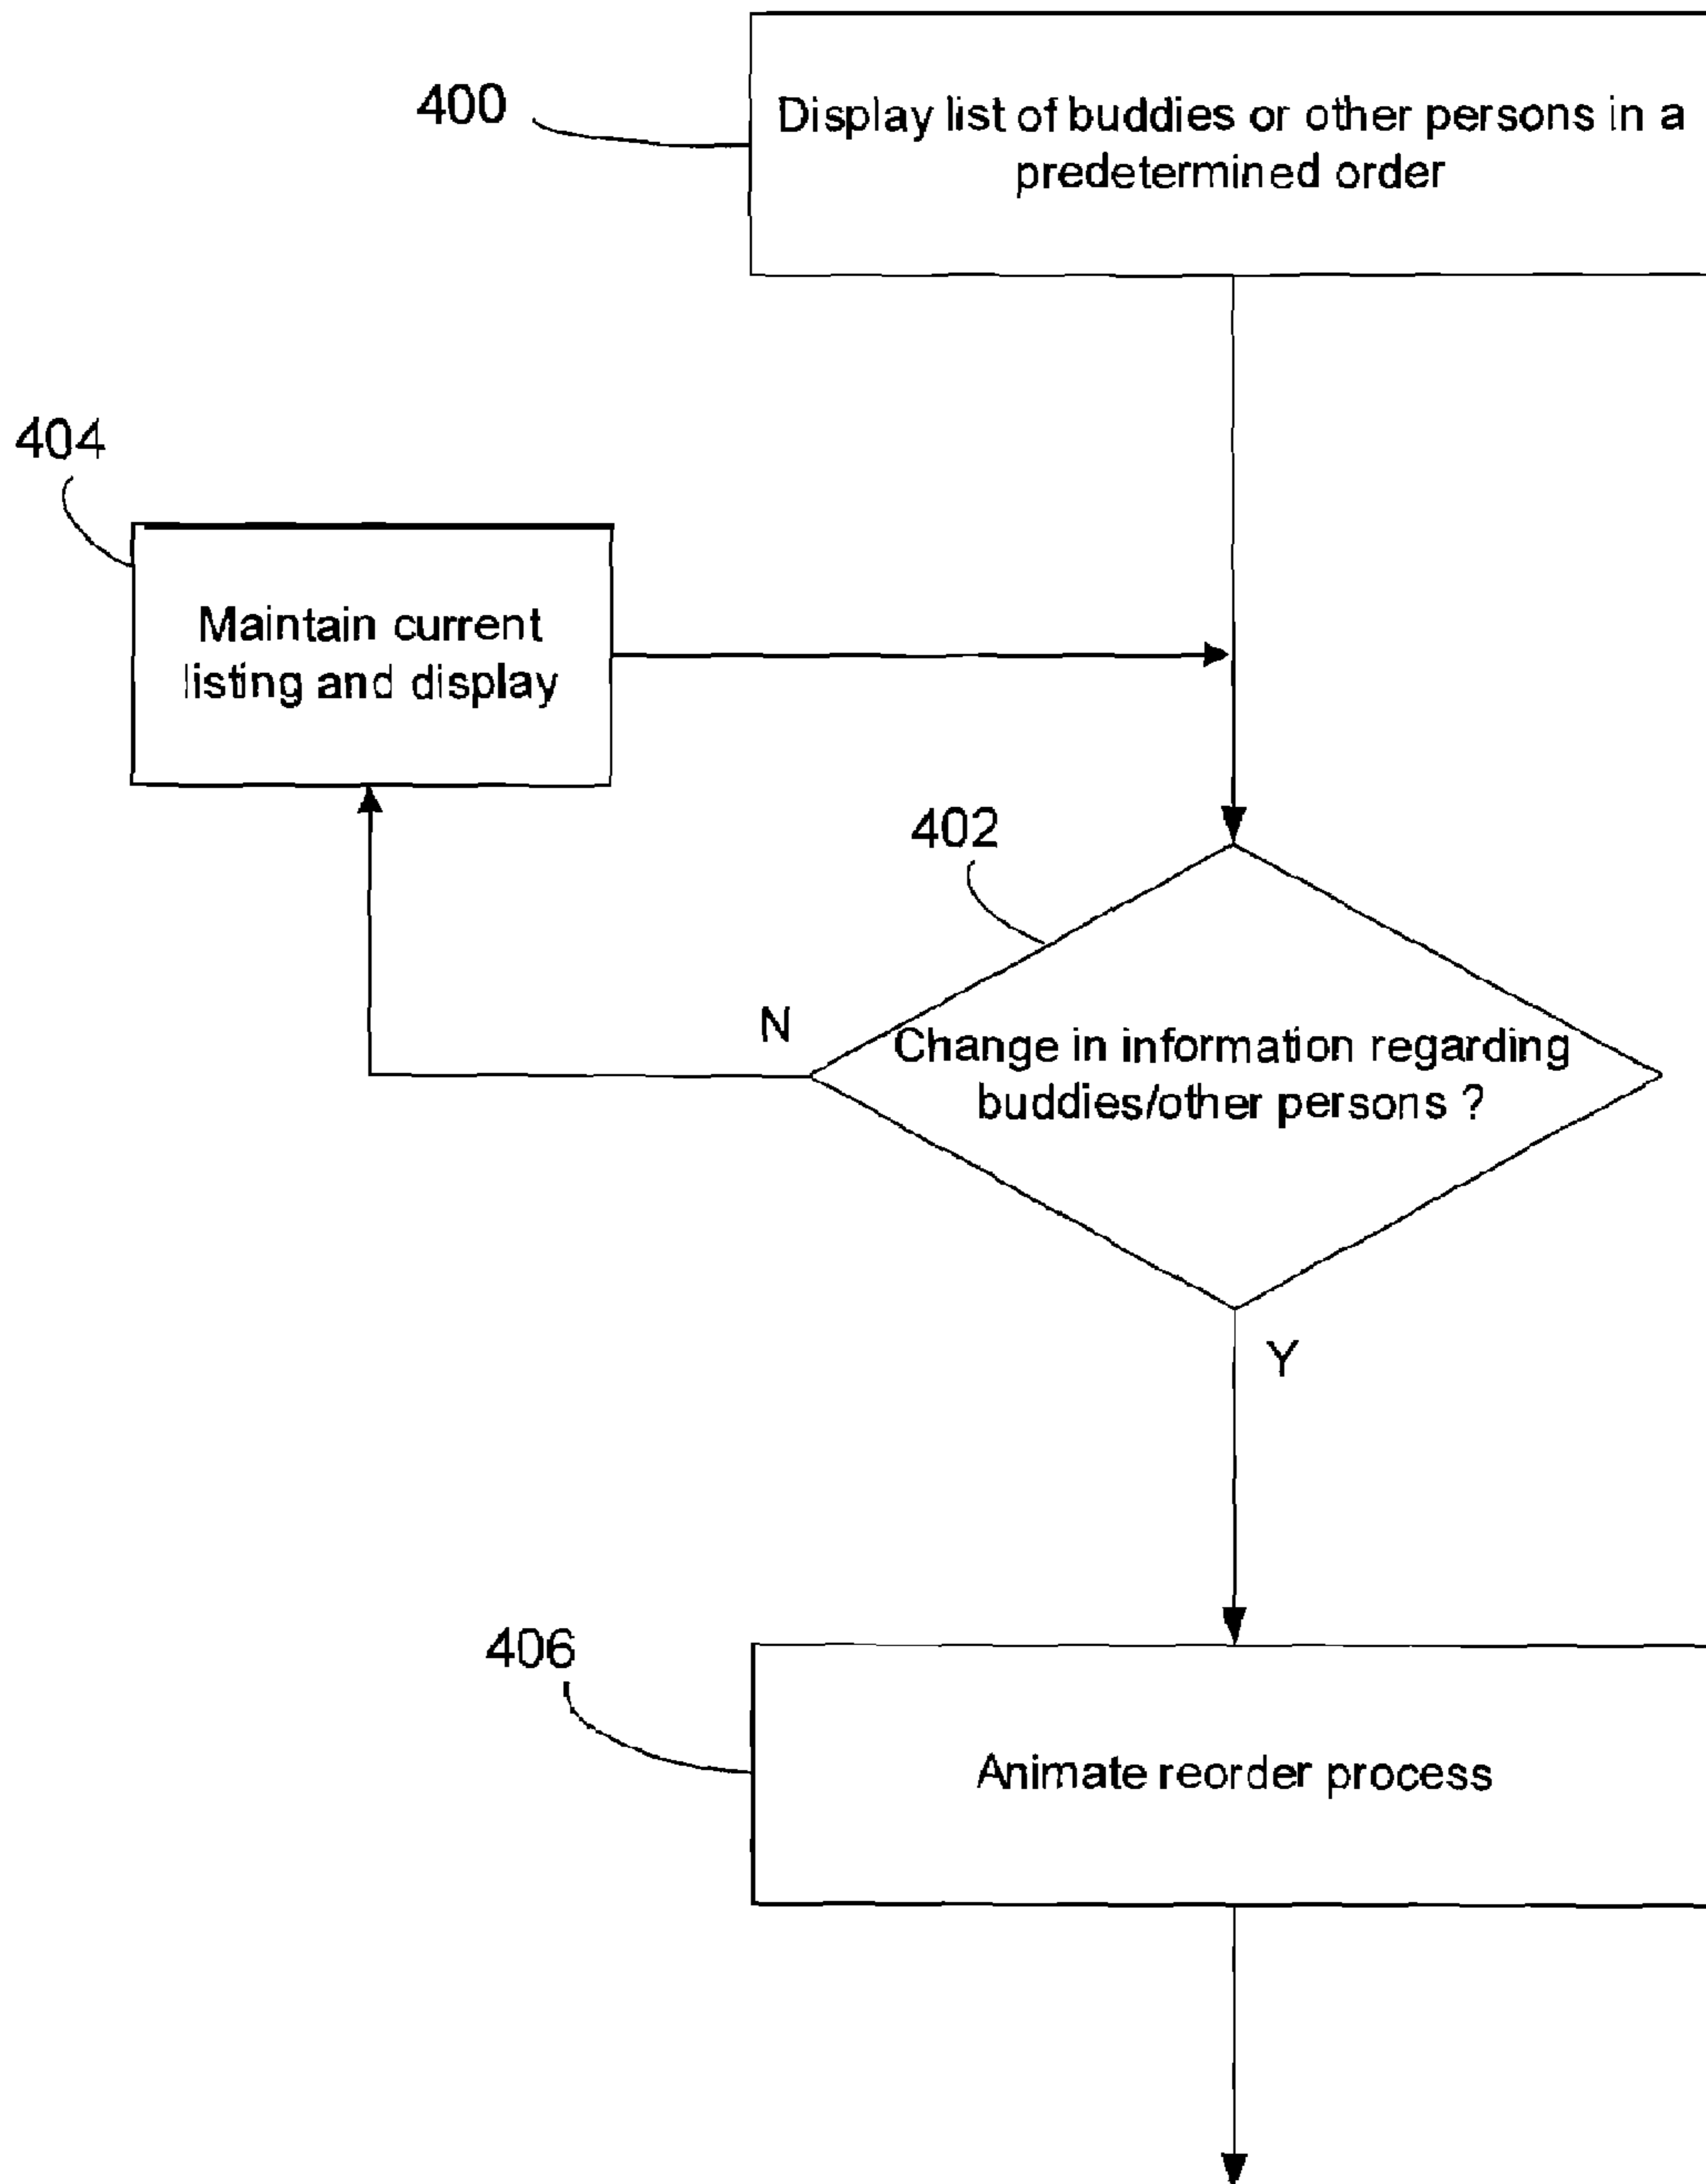 400
Display list of buddies or other persons in a
predetermined order
404
Maintain current
listing and display
402
N
Change in information regarding
buddies/other persons ?
Y
406
Animate reorder process